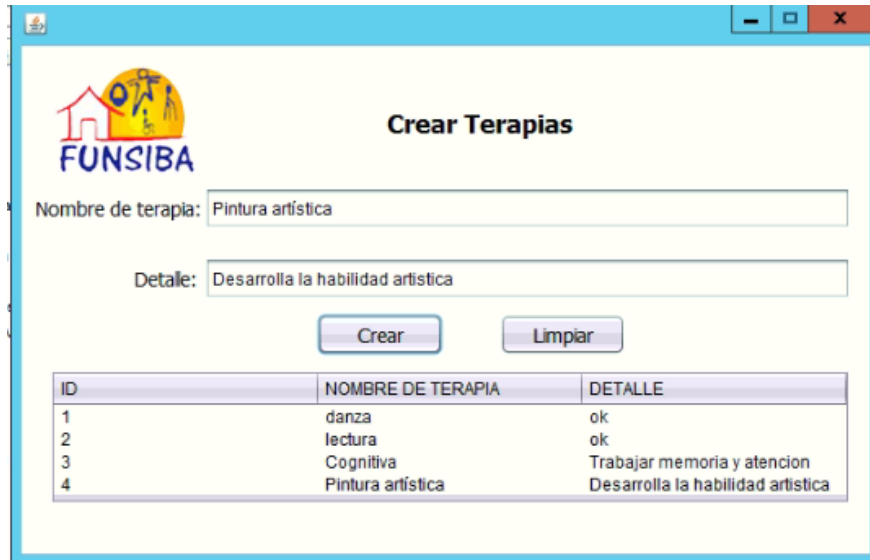 FUNSIBA
Crear Terapias
Nombre de terapia: Pintura artística
Detalle: Desarrolla la habilidad artistica
Crear Limpiar
ID NOMBRE DE TERAPIA DETALLE
1 danza ok
2 lectura ok
3 Cognitiva Trabajar memoria y atencion
4 Pintura artística Desarrolla la habilidad artistica